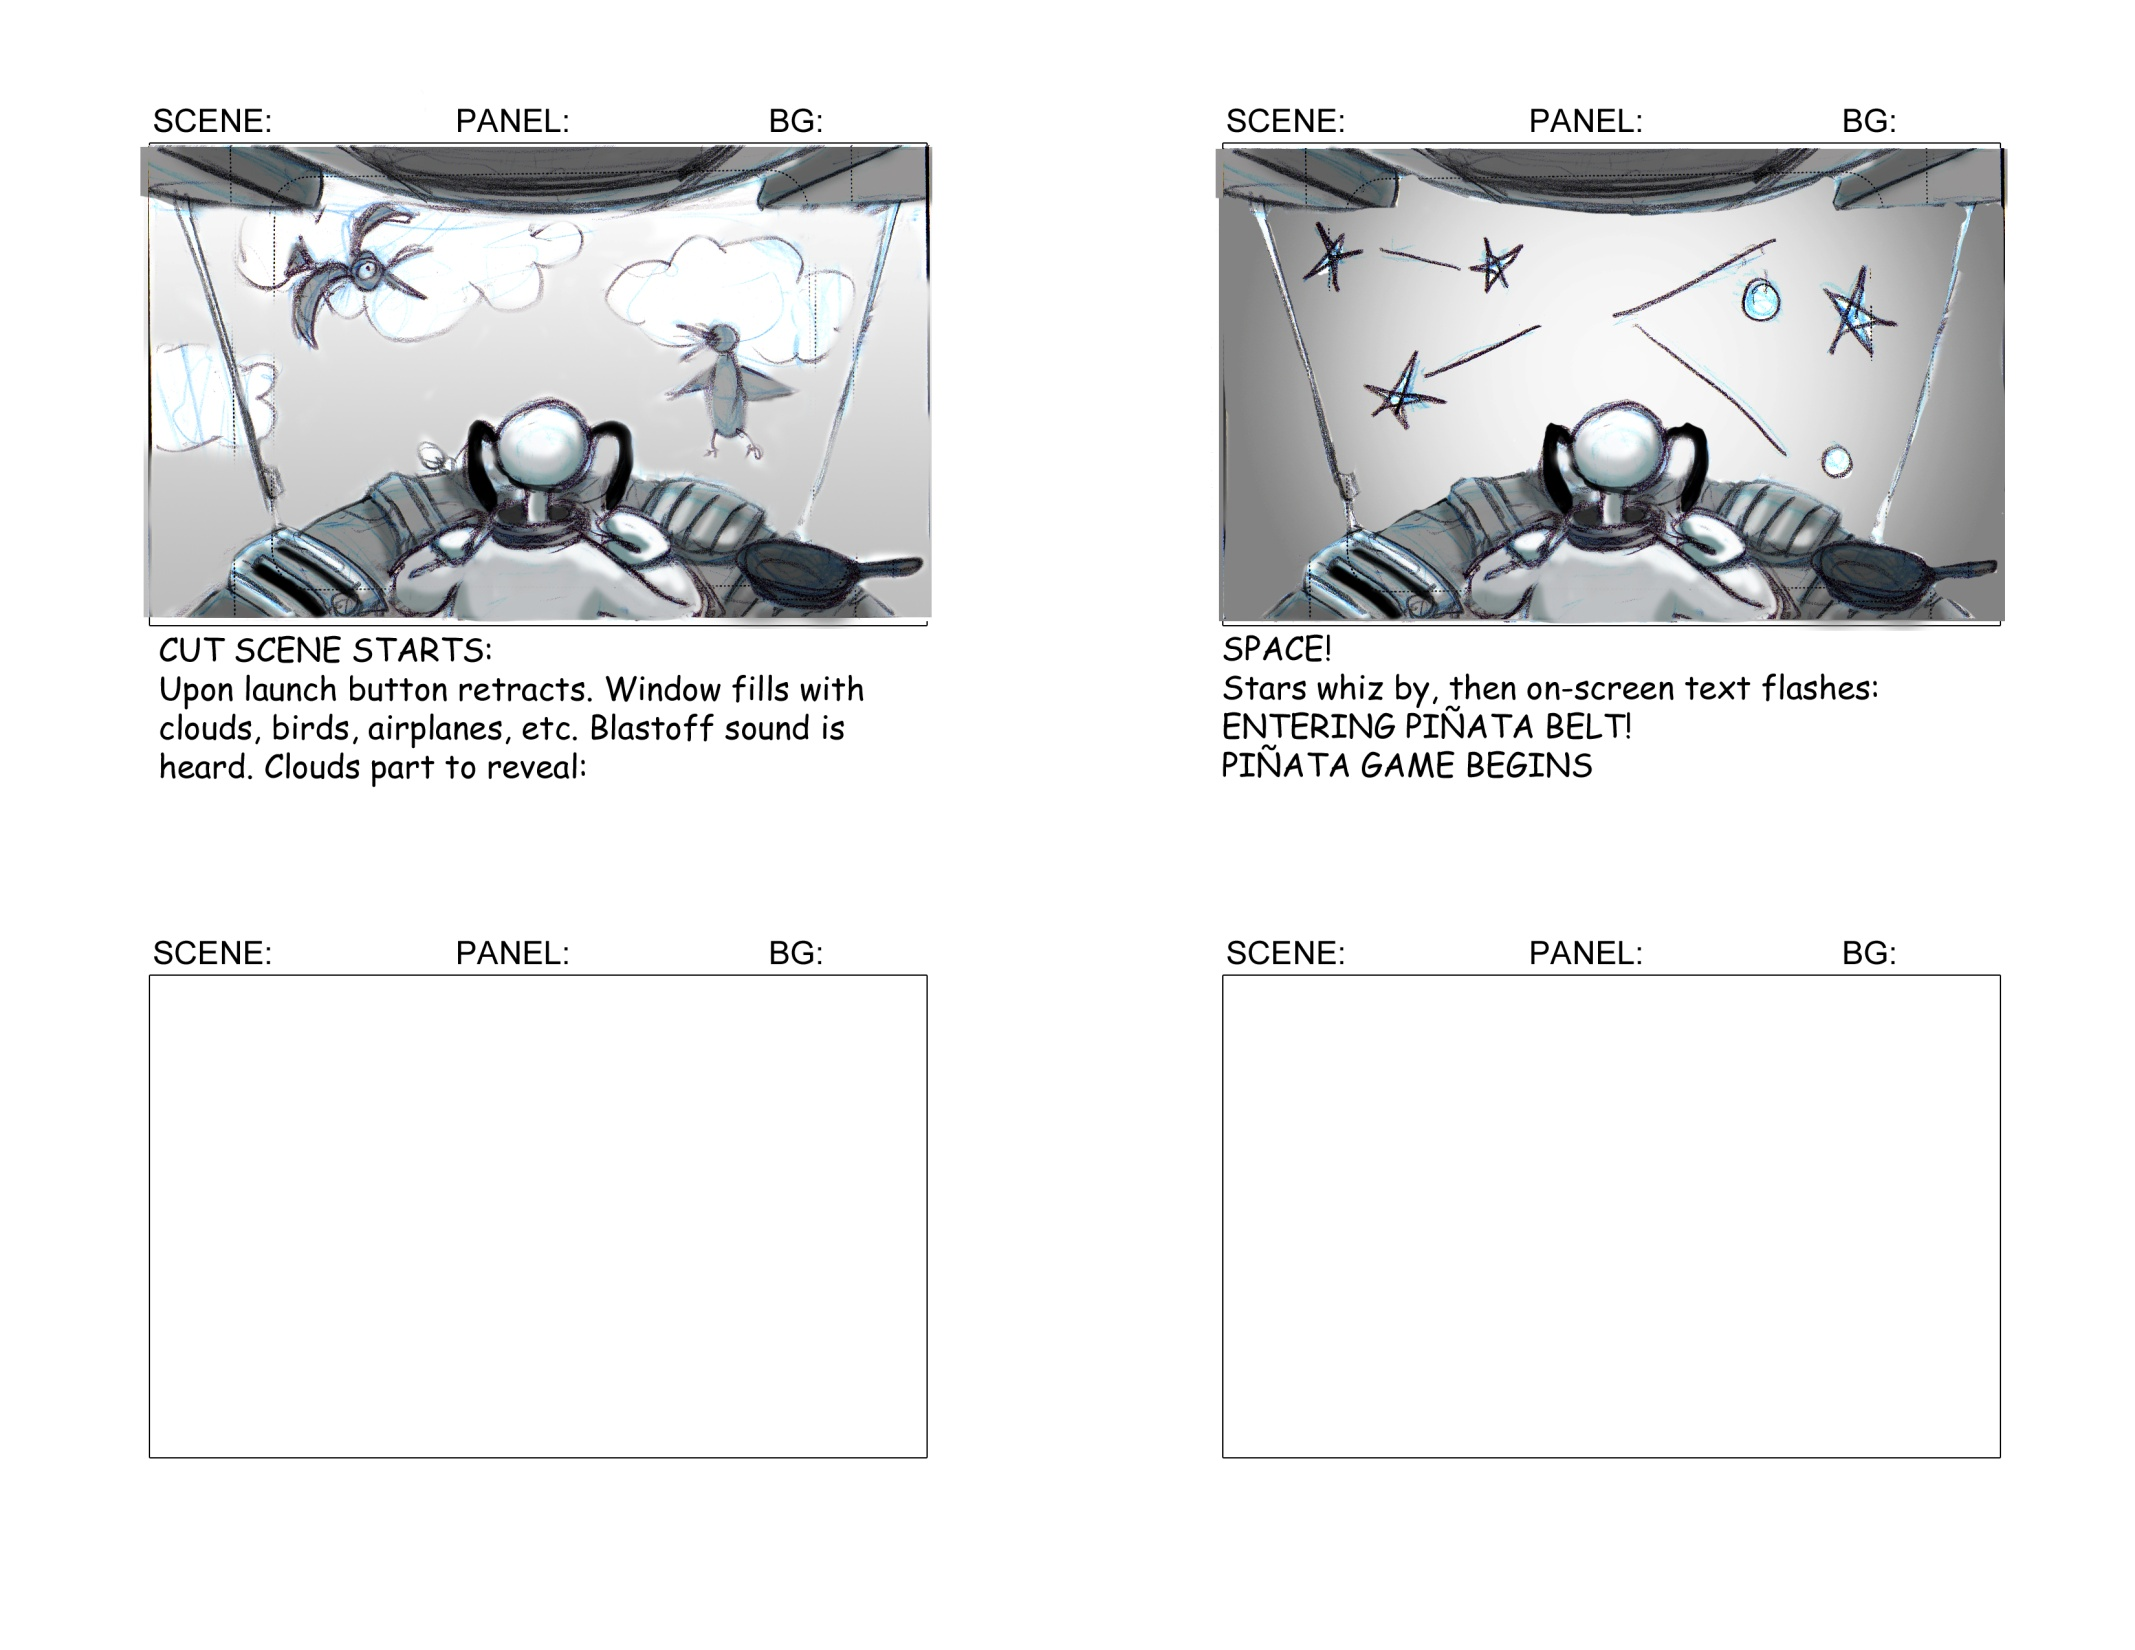 SCENE: PANEL: BG:
CUT SCENE STARTS:
Upon launch button retracts. Window fills with
clouds, birds, airplanes, etc. Blastoff sound is
heard. Clouds part to reveal:
SCENE: PANEL: BG:
SPACE!
Stars whiz by, then on-screen text flashes:
ENTERING PIÑATA BELT!
PIÑATA GAME BEGINS
SCENE: PANEL: BG:
SCENE: PANEL: BG: